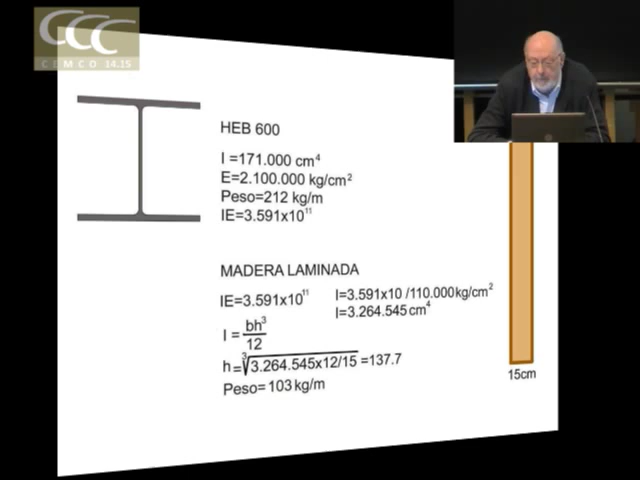 CCC
CEMCO 14.15
HEB 600
I =171.000 cm⁴
E=2.100.000 kg/cm²
Peso=212 kg/m
IE=3.591x10¹¹
MADERA LAMINADA
IE=3.591x10¹¹ I=3.591x10 /110.000kg/cm²
I=3.264.545 cm⁴
I = bh³/12
h=∛3.264.545x12/15 =137.7
Peso= 103 kg/m
15cm